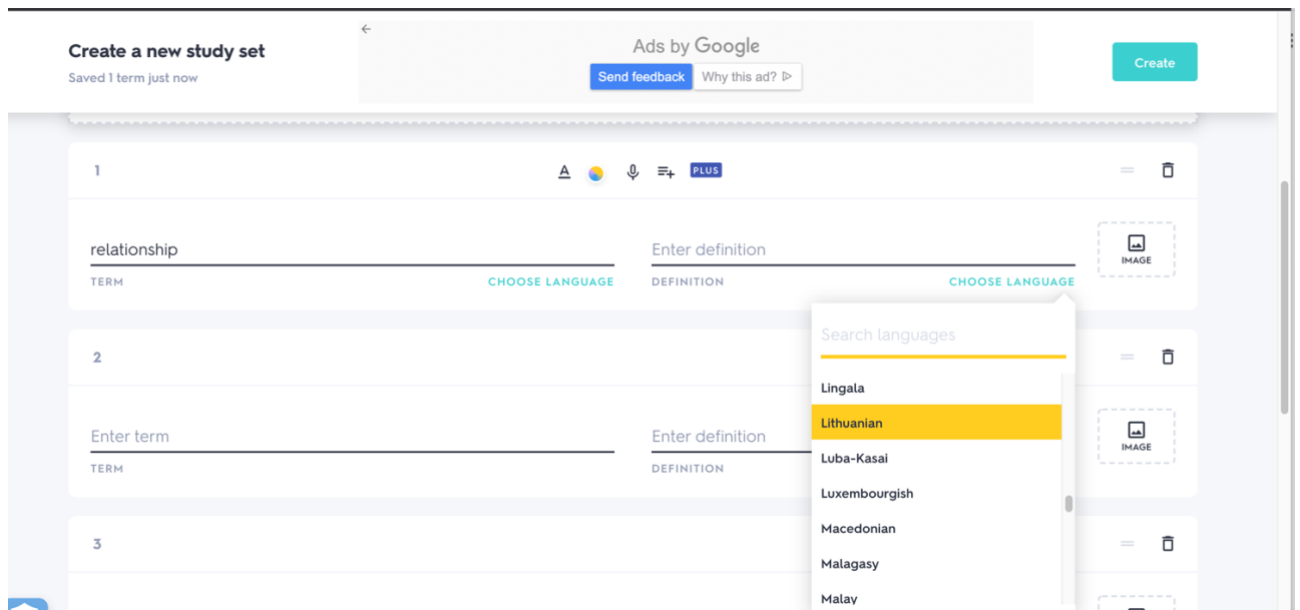 Create a new study set
Saved 1 term just now
Ads by Google
Send feedback
Why this ad?
Create
1
A
PLUS
relationship
Enter definition
IMAGE
TERM
CHOOSE LANGUAGE
DEFINITION
CHOOSE LANGUAGE
Search languages
2
Lingala
Lithuanian
Enter term
Enter definition
IMAGE
Luba-Kasai
TERM
DEFINITION
Luxembourgish
Macedonian
3
Malagasy
Malay